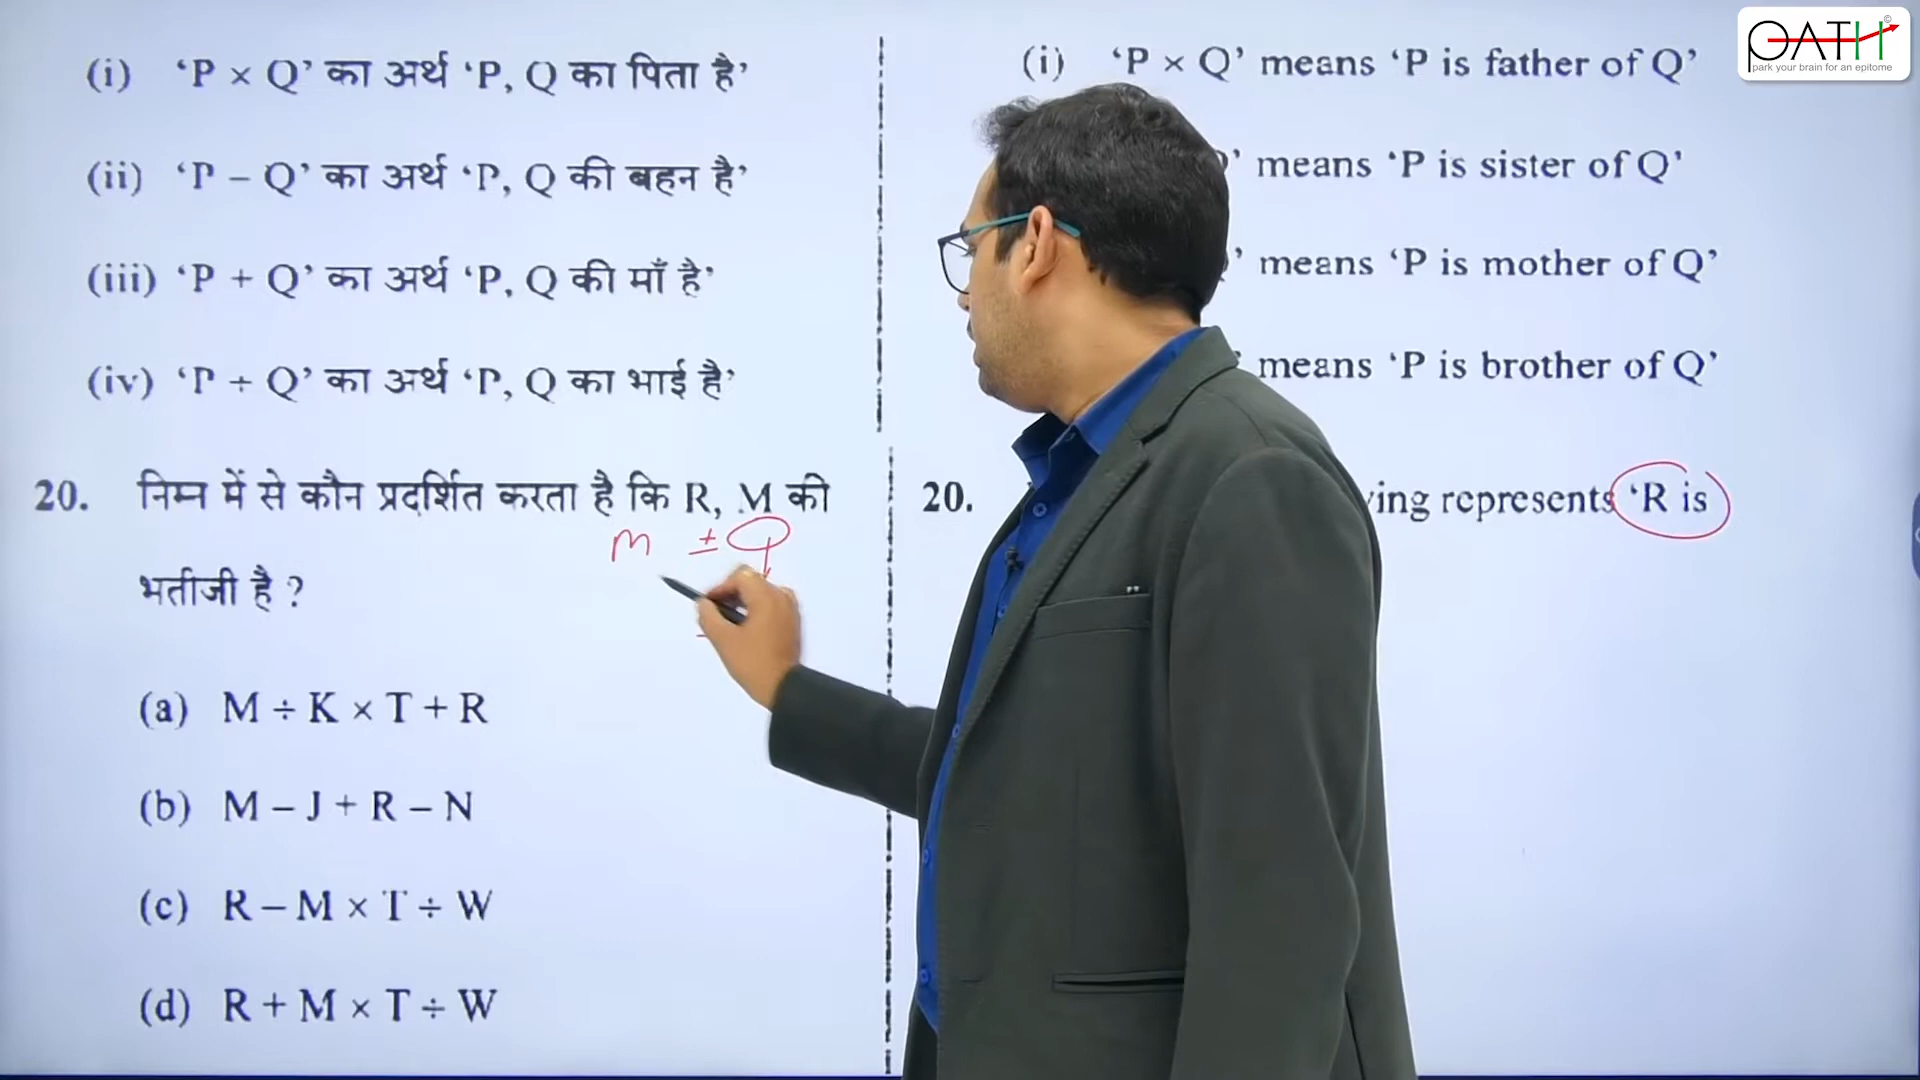 (i) ‘P × Q’ का अर्थ ‘P, Q का पिता है’
(ii) ‘P – Q’ का अर्थ ‘P, Q की बहन है’
(iii) ‘P + Q’ का अर्थ ‘P, Q की माँ है’
(iv) ‘P ÷ Q’ का अर्थ ‘P, Q का भाई है’
20. निम्न में से कौन प्रदर्शित करता है कि R, M की
M ±
भतीजी है ?
(a) M ÷ K × T + R
(b) M – J + R – N
(c) R – M × T ÷ W
(d) R + M × T ÷ W
(i) ‘P × Q’ means ‘P is father of Q’
’ means ‘P is sister of Q’
’ means ‘P is mother of Q’
’ means ‘P is brother of Q’
20. represents ‘R is
PATH
park your brain for an epitome